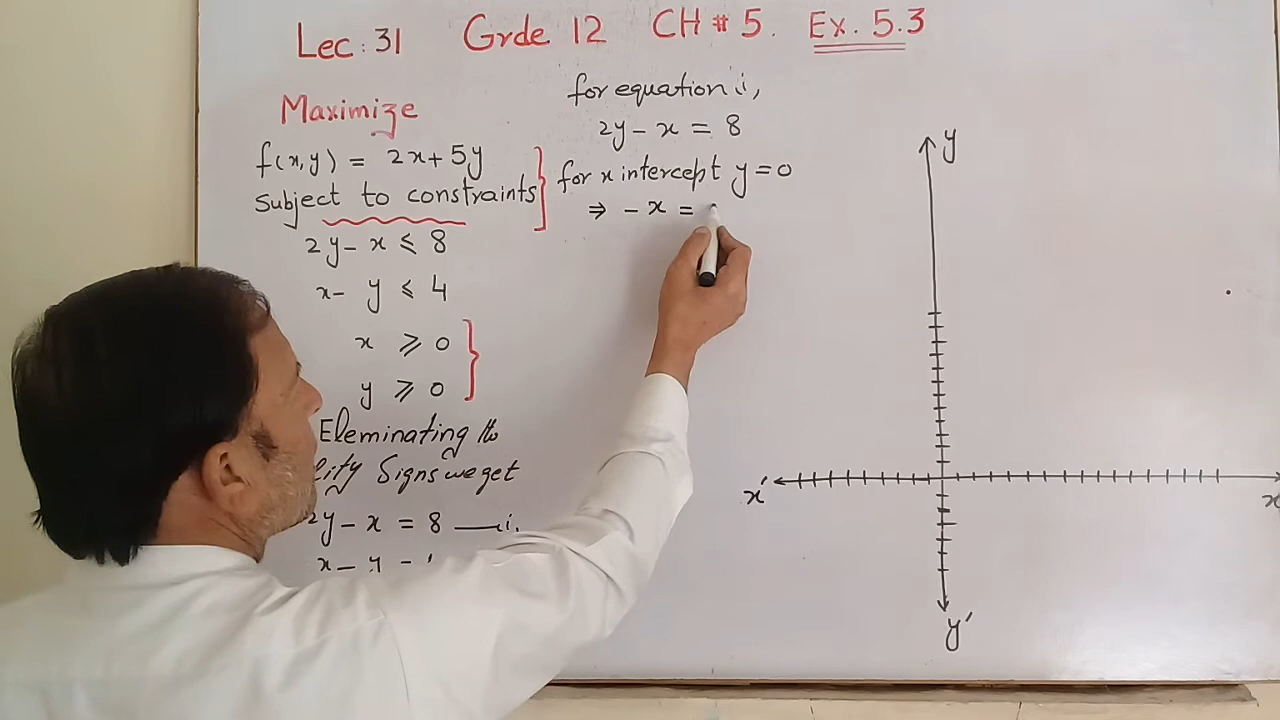 Lec: 31 Grde 12 CH # 5. Ex. 5.3
Maximize
f(x,y) = 2x + 5y
subject to constraints
2y - x ⩽ 8
x - y ⩽ 4
x ⩾ 0
y ⩾ 0
Eleminating
Signs we get
2y - x = 8 — i,
x - y =
for equation i,
2y - x = 8
for x intercept y = 0
⇒ - x =
y
x'
x
y'